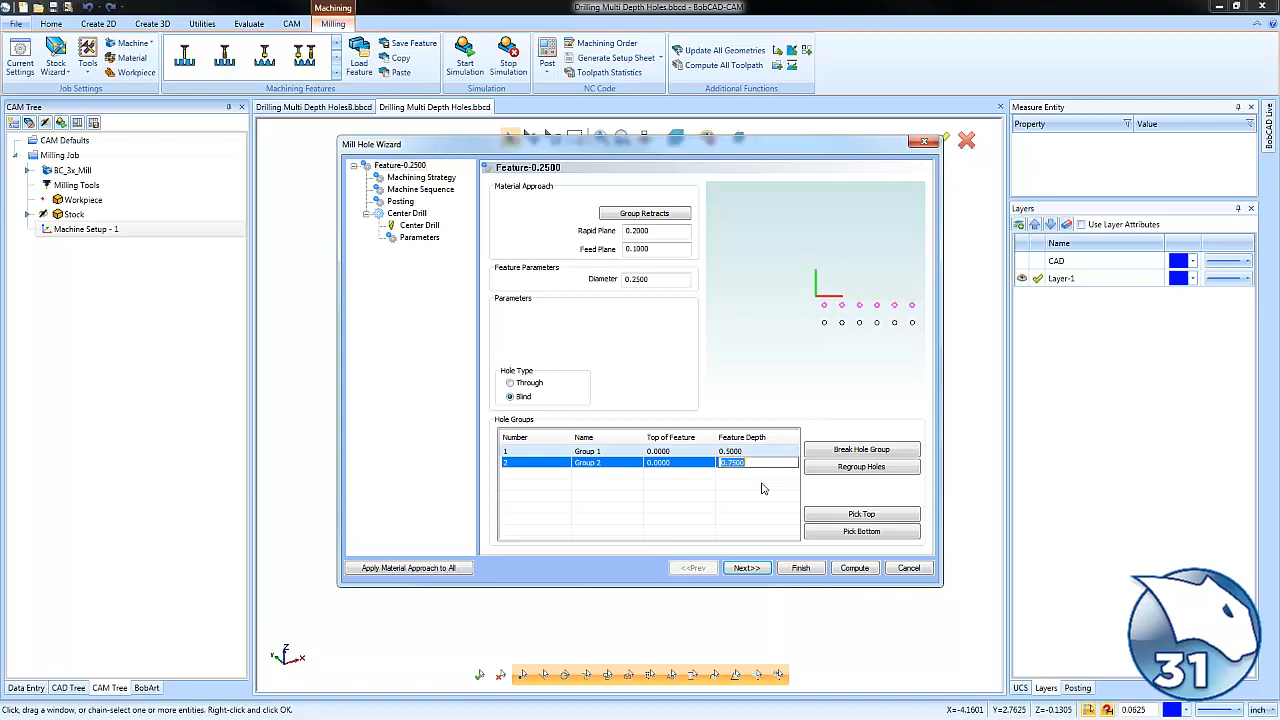 Machining
Drilling Multi Depth Holes.bbcd - BobCAD-CAM
File
Home
Create 2D
Create 3D
Utilities
Evaluate
CAM
Milling
Current Settings
Stock Wizard
Tools
Machine
Material
Workpiece
Job Settings
Machining Features
Load Feature
Save Feature
Copy
Paste
Start Simulation
Stop Simulation
Simulation
Post
Machining Order
Generate Setup Sheet
Toolpath Statistics
NC Code
Update All Geometries
Compute All Toolpath
Additional Functions
CAM Tree
Drilling Multi Depth Holes8.bbcd
Drilling Multi Depth Holes.bbcd
Measure Entity
Property
Value
BobCAD Live
CAM Defaults
Milling Job
BC_3x_Mill
Milling Tools
Workpiece
Stock
Machine Setup - 1
Mill Hole Wizard
Feature-0.2500
Machining Strategy
Machine Sequence
Posting
Center Drill
Center Drill
Parameters
Feature-0.2500
Material Approach
Group Retracts
Rapid Plane
0.2000
Feed Plane
0.1000
Feature Parameters
Diameter
0.2500
Parameters
Hole Type
Through
Blind
Hole Groups
Number
Name
Top of Feature
Feature Depth
1
Group 1
0.0000
0.5000
2
Group 2
0.0000
0.7500
Break Hole Group
Regroup Holes
Pick Top
Pick Bottom
Apply Material Approach to All
<<Prev
Next>>
Finish
Compute
Cancel
Layers
Use Layer Attributes
Name
CAD
Layer-1
Z
Y
X
31
Data Entry
CAD Tree
CAM Tree
BobArt
UCS
Layers
Posting
Click, drag a window, or chain-select one or more entities. Right-click and click OK.
X=-4.1601
Y=2.7625
Z=-0.1305
0.0625
inch